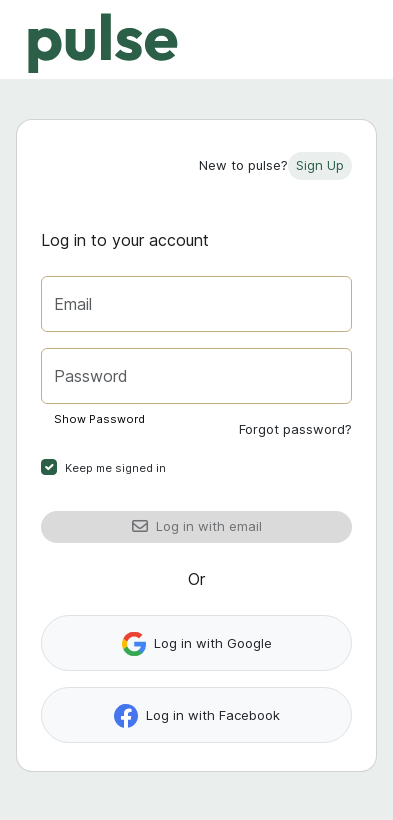 pulse
New to pulse? Sign Up
Log in to your account
Email
Password
Show Password
Forgot password?
Keep me signed in
Log in with email
Or
Log in with Google
Log in with Facebook